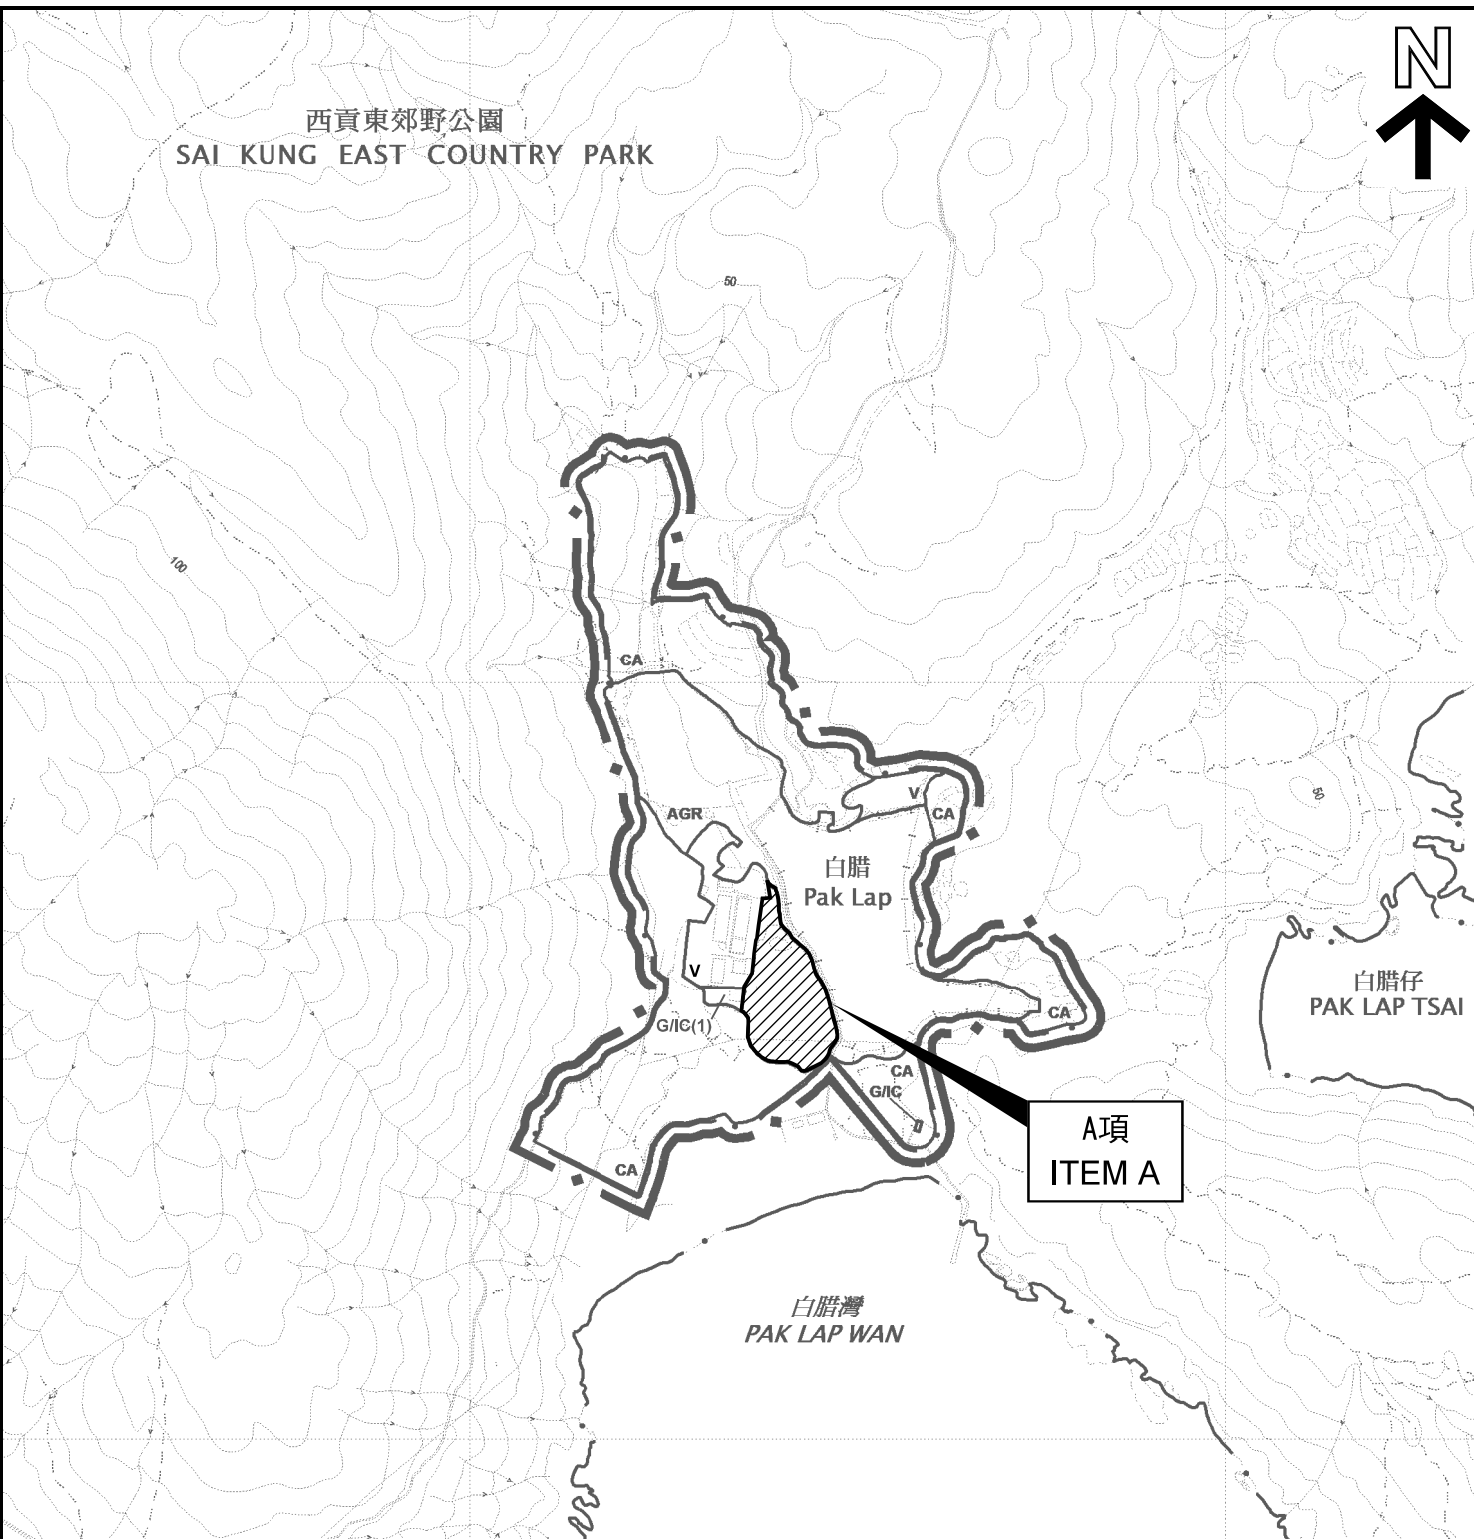 N
西貢東郊野公園
SAI KUNG EAST COUNTRY PARK
50
100
CA
50
V
CA
AGR
白腊
Pak Lap
V
白腊仔
PAK LAP TSAI
CA
G/IC(1)
CA
G/IC
A項
ITEM A
CA
白腊灣
PAK LAP WAN